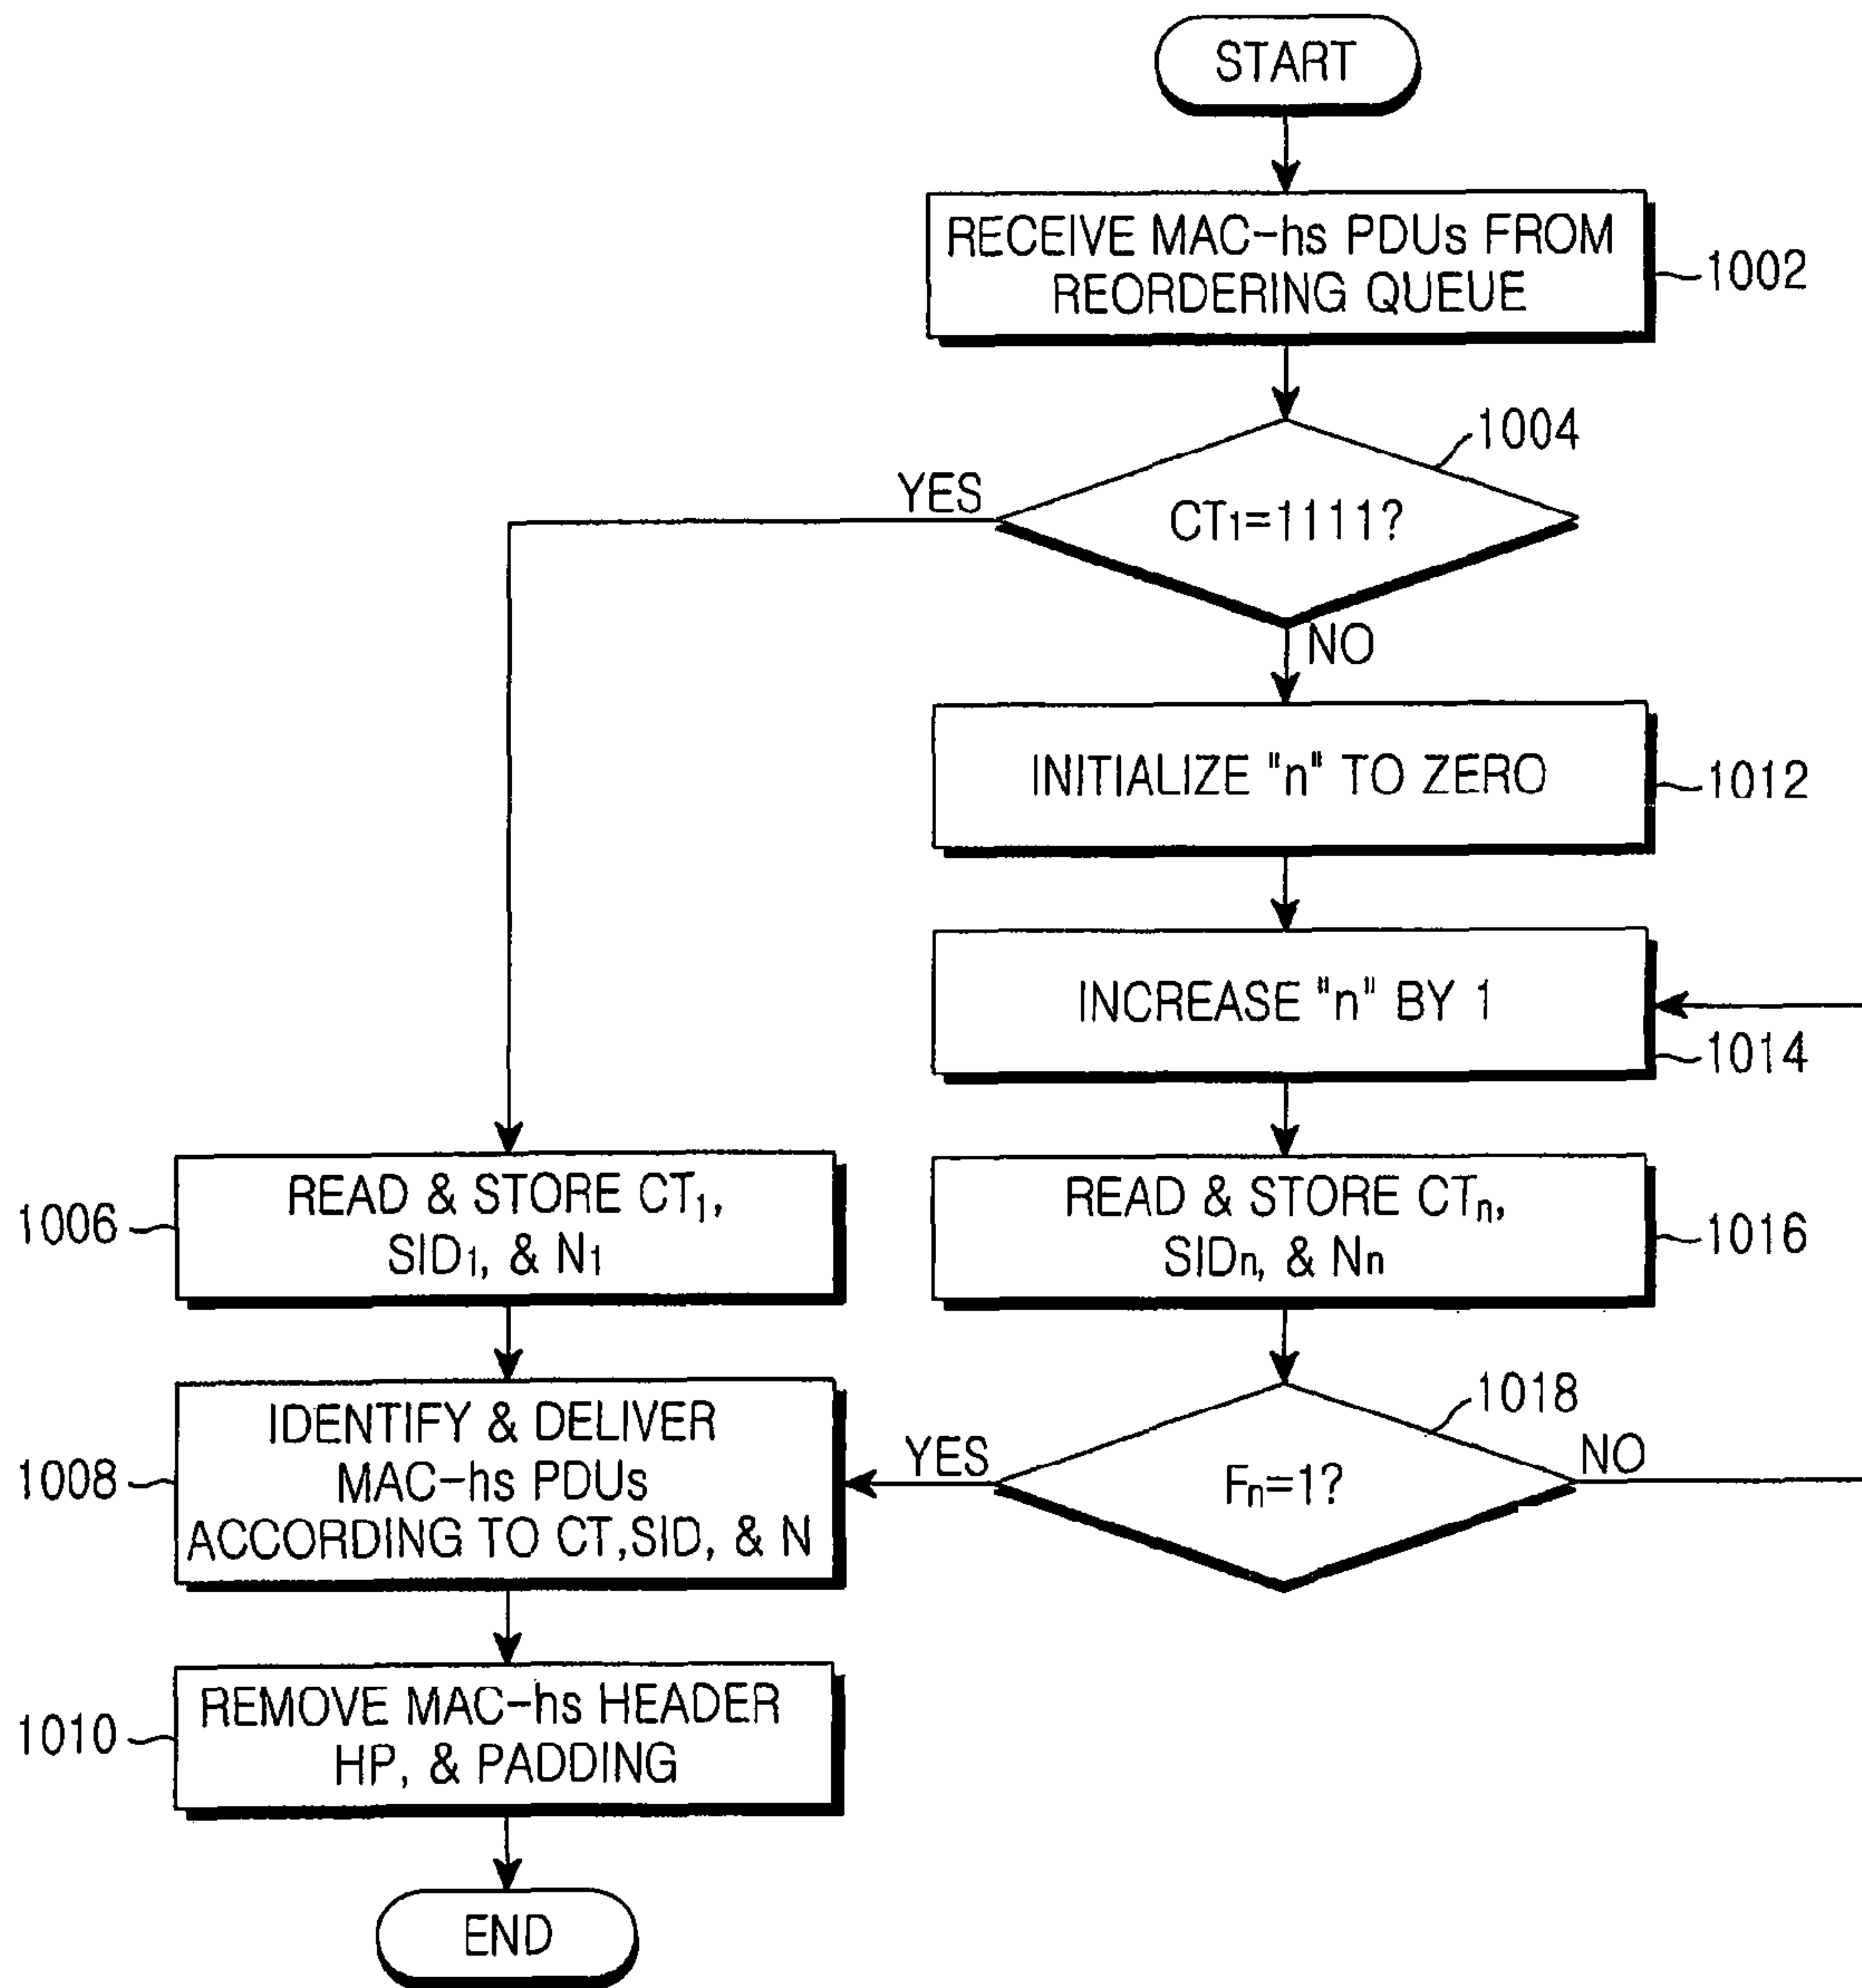 START
RECEIVE MAC-hs PDUs FROM
REORDERING QUEUE
1002
1004
CT₁=1111?
YES
NO
INITIALIZE "n" TO ZERO
1012
INCREASE "n" BY 1
1014
READ & STORE CT₁,
SID₁, & N₁
1006
READ & STORE CTₙ,
SIDₙ, & Nₙ
1016
1018
Fₙ=1?
YES
NO
IDENTIFY & DELIVER
MAC-hs PDUs
ACCORDING TO CT,SID, & N
1008
REMOVE MAC-hs HEADER
HP, & PADDING
1010
END